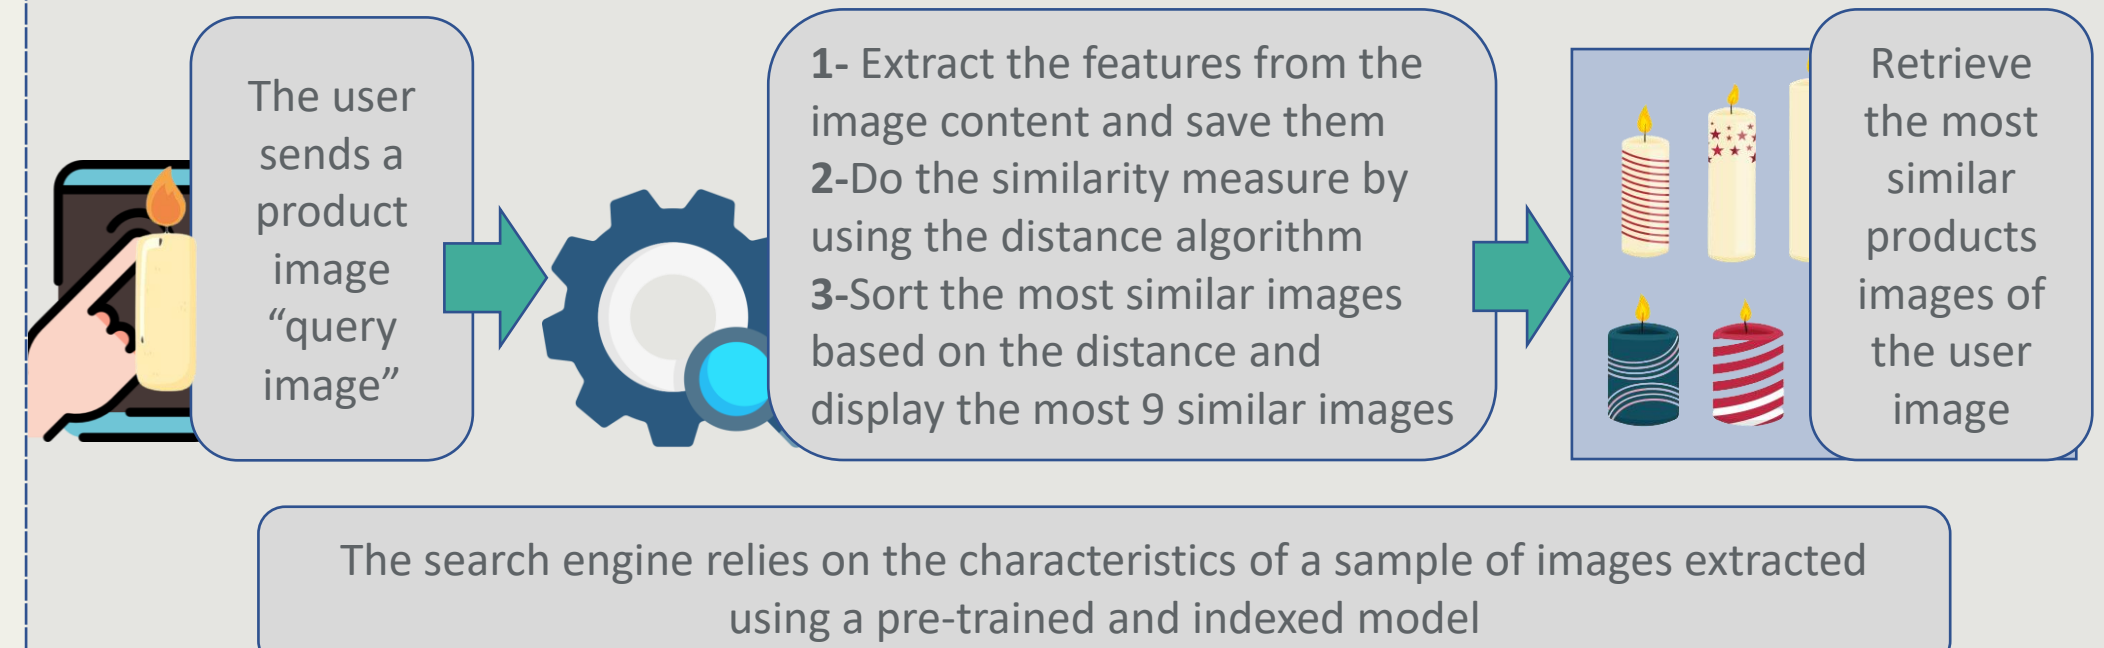 The user
sends a
product
image
“query
image”
1- Extract the features from the
image content and save them
2-Do the similarity measure by
using the distance algorithm
3-Sort the most similar images
based on the distance and
display the most 9 similar images
Retrieve
the most
similar
products
images of
the user
image
The search engine relies on the characteristics of a sample of images extracted
using a pre-trained and indexed model